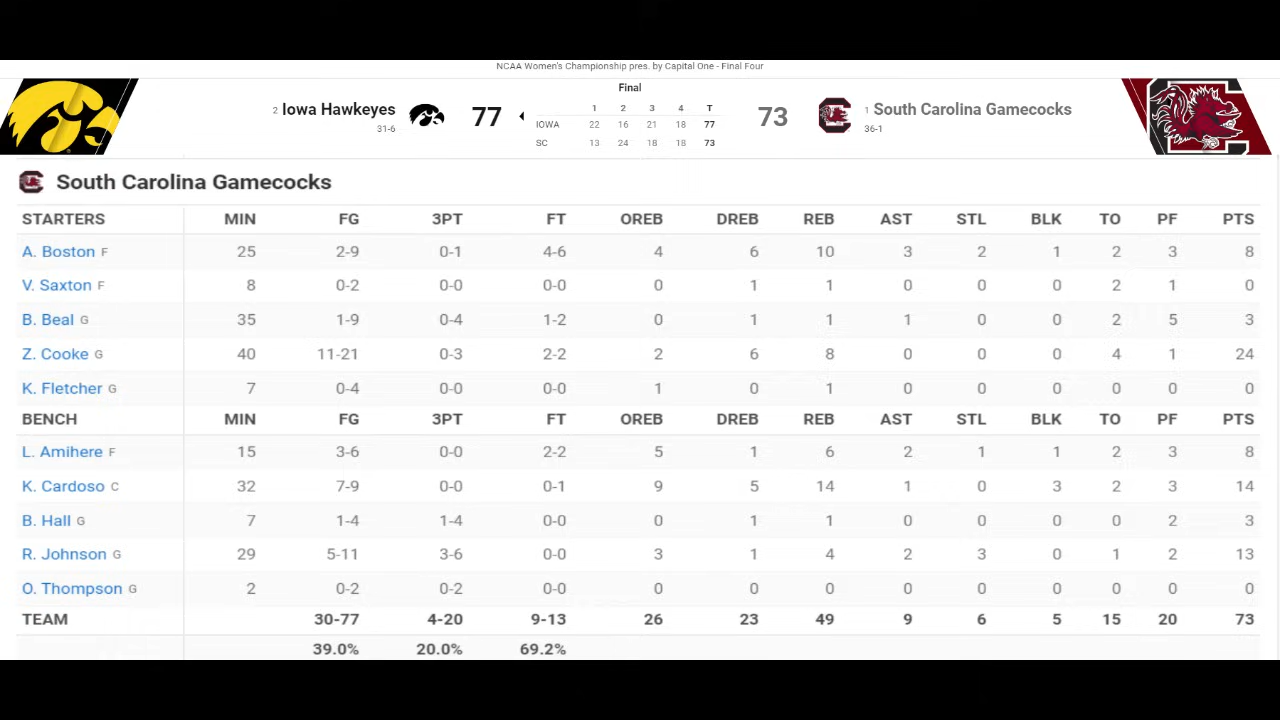 NCAA Women's Championship pres. by Capital One - Final Four
Final
2 Iowa Hawkeyes 77 73 1 South Carolina Gamecocks
31-6 36-1
1 2 3 4 T
IOWA 22 16 21 18 77
SC 13 24 18 18 73
South Carolina Gamecocks
STARTERS MIN FG 3PT FT OREB DREB REB AST STL BLK TO PF PTS
A. Boston F 25 2-9 0-1 4-6 4 6 10 3 2 1 2 3 8
V. Saxton F 8 0-2 0-0 0-0 0 1 1 0 0 0 2 1 0
B. Beal G 35 1-9 0-4 1-2 0 1 1 1 0 0 2 5 3
Z. Cooke G 40 11-21 0-3 2-2 2 6 8 0 0 0 4 1 24
K. Fletcher G 7 0-4 0-0 0-0 1 0 1 0 0 0 0 0 0
BENCH MIN FG 3PT FT OREB DREB REB AST STL BLK TO PF PTS
L. Amihere F 15 3-6 0-0 2-2 5 1 6 2 1 1 2 3 8
K. Cardoso C 32 7-9 0-0 0-1 9 5 14 1 0 3 2 3 14
B. Hall G 7 1-4 1-4 0-0 0 1 1 0 0 0 0 2 3
R. Johnson G 29 5-11 3-6 0-0 3 1 4 2 3 0 1 2 13
O. Thompson G 2 0-2 0-2 0-0 0 0 0 0 0 0 0 0 0
TEAM 30-77 4-20 9-13 26 23 49 9 6 5 15 20 73
39.0% 20.0% 69.2%